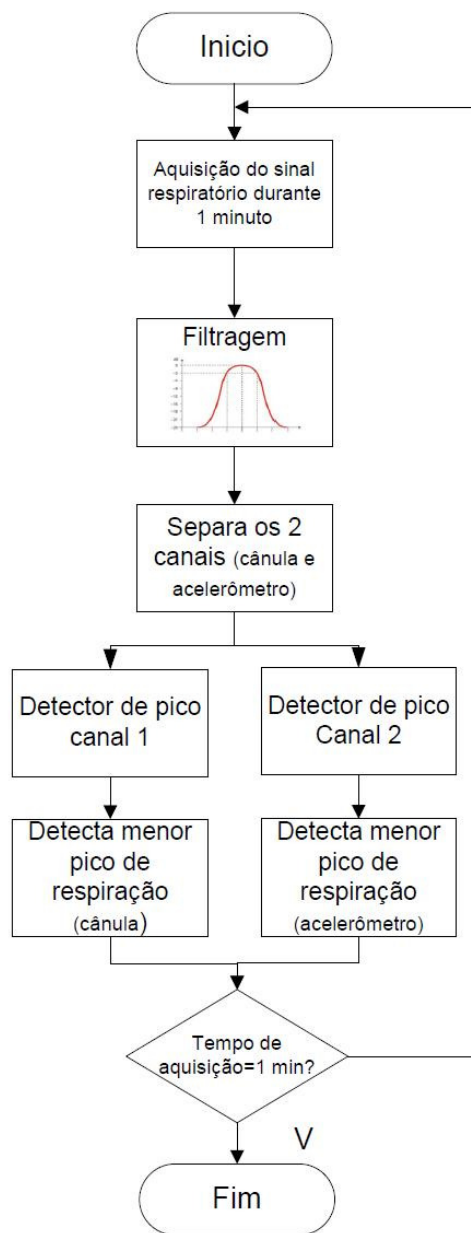 Inicio
Aquisição do sinal
respiratório durante
1 minuto
Filtragem
Separa os 2
canais (cânula e
acelerômetro)
Detector de pico
canal 1
Detector de pico
Canal 2
Detecta menor
pico de
respiração
(cânula)
Detecta menor
pico de
respiração
(acelerômetro)
Tempo de
aquisição=1 min?
V
Fim